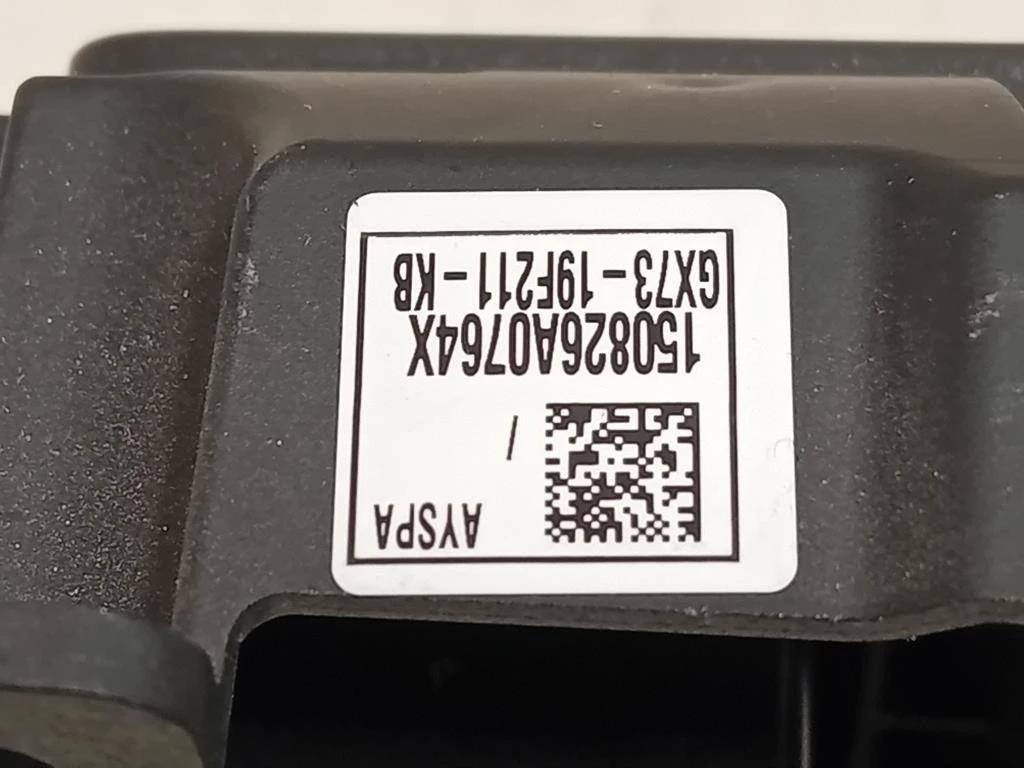 AYSPA
/
150826A0764X
GX73-19F211-KB